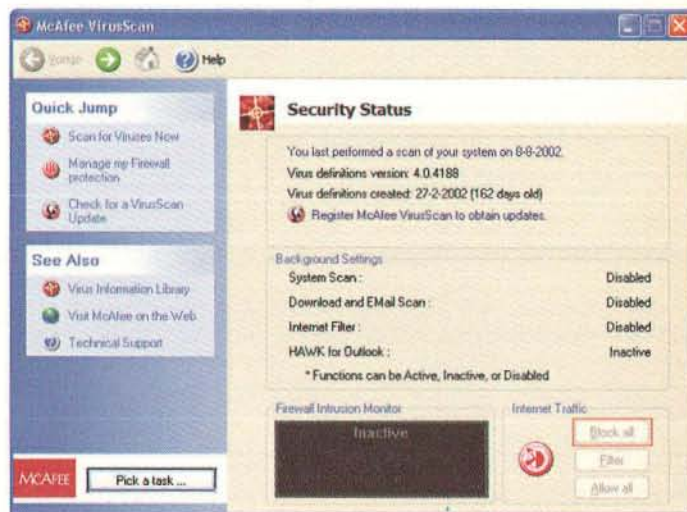 McAfee VirusScan
Help
Quick Jump
Scan for Viruses Now
Manage my Firewall
protection
Check for a VirusScan
Update
See Also
Virus Information Library
Visit McAfee on the Web
Technical Support
MCAFEE
Pick a task ...
Security Status
You last performed a scan of your system on 8-8-2002.
Virus definitions version: 4.0.4188
Virus definitions created: 27-2-2002 (162 days old)
Register McAfee VirusScan to obtain updates.
Background Settings
System Scan : Disabled
Download and EMail Scan : Disabled
Internet Filter : Disabled
HAWK for Outlook : Inactive
* Functions can be Active, Inactive, or Disabled
Firewall Intrusion Monitor
Inactive
Internet Traffic
Block all
Filter
Allow all